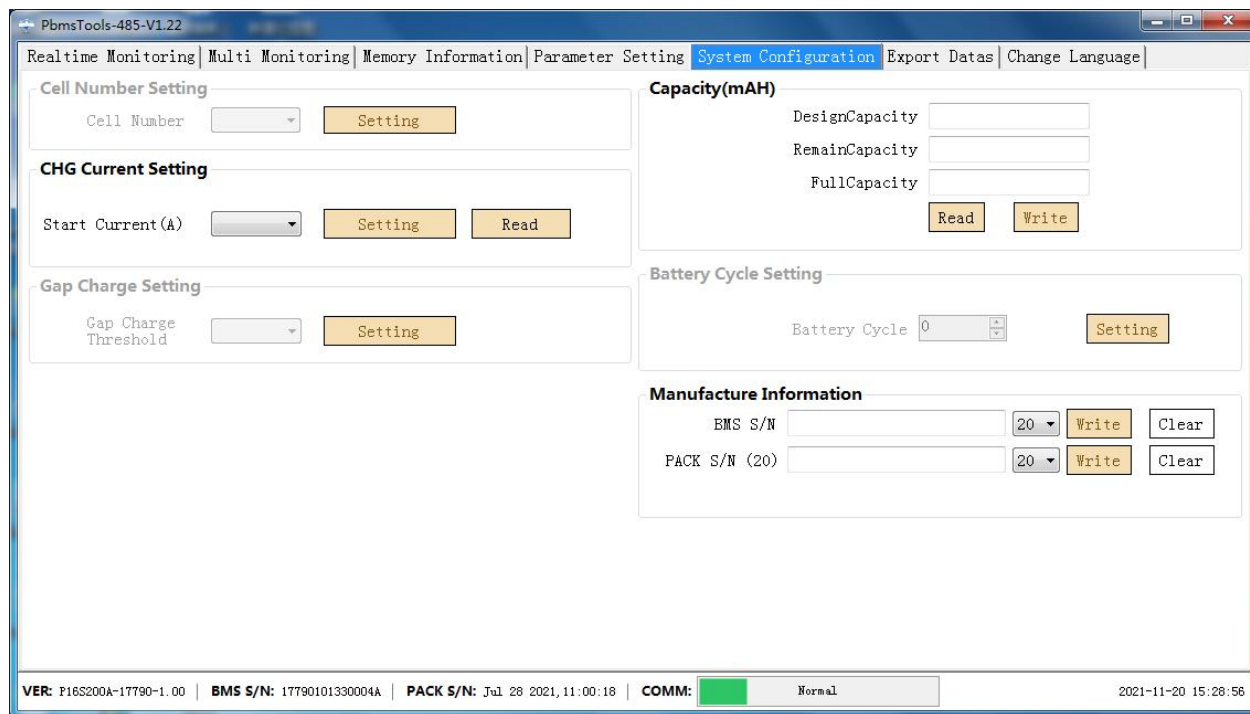 PbmsTools-485-V1.22
Realtime Monitoring Multi Monitoring Memory Information Parameter Setting System Configuration Export Datas Change Language
Cell Number Setting
Cell Number Setting
CHG Current Setting
Start Current(A) Setting Read
Gap Charge Setting
Gap Charge Threshold Setting
Capacity(mAH)
DesignCapacity
RemainCapacity
FullCapacity
Read Write
Battery Cycle Setting
Battery Cycle 0 Setting
Manufacture Information
BMS S/N 20 Write Clear
PACK S/N (20) 20 Write Clear
VER: P16S200A-17790-1.00 | BMS S/N: 17790101330004A | PACK S/N: Jul 28 2021,11:00:18 | COMM: Normal 2021-11-20 15:28:56